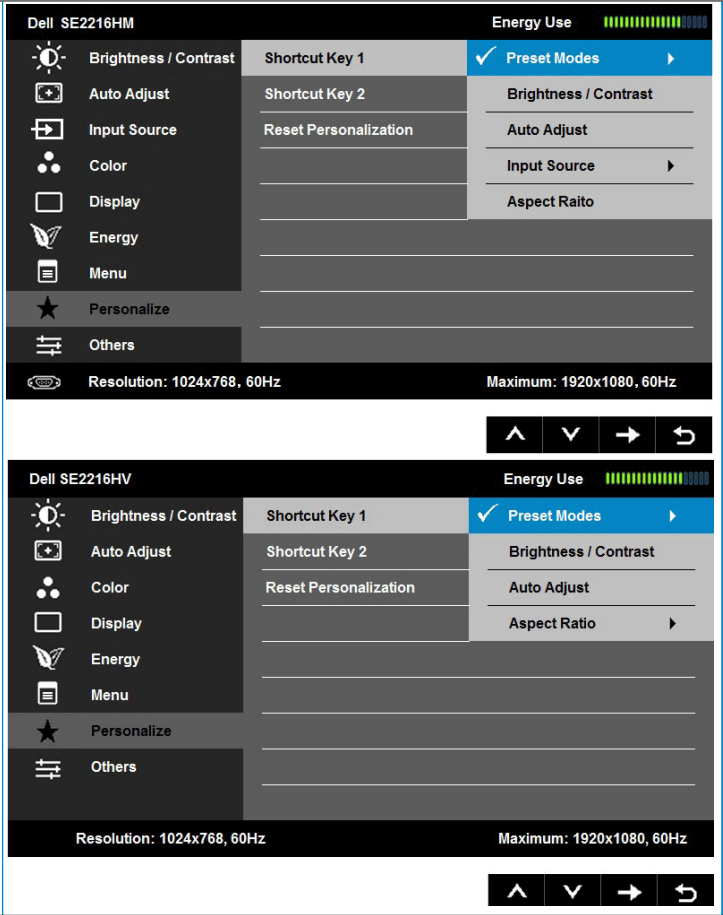 Dell SE2216HM Energy Use
Brightness / Contrast Shortcut Key 1 Preset Modes
Auto Adjust Shortcut Key 2 Brightness / Contrast
Input Source Reset Personalization Auto Adjust
Color Input Source
Display Aspect Raito
Energy
Menu
Personalize
Others
Resolution: 1024x768, 60Hz Maximum: 1920x1080, 60Hz
Dell SE2216HV Energy Use
Brightness / Contrast Shortcut Key 1 Preset Modes
Auto Adjust Shortcut Key 2 Brightness / Contrast
Color Reset Personalization Auto Adjust
Display Aspect Ratio
Energy
Menu
Personalize
Others
Resolution: 1024x768, 60Hz Maximum: 1920x1080, 60Hz